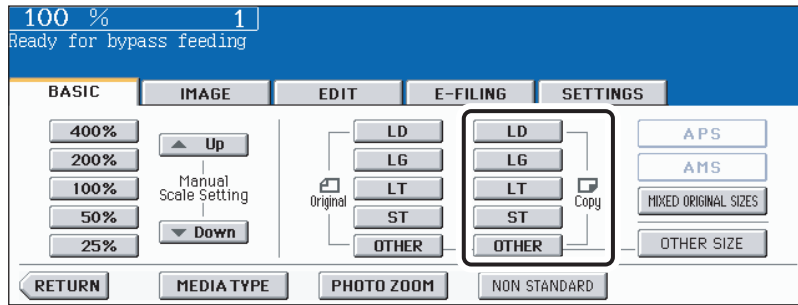 100 % 1
Ready for bypass feeding
BASIC IMAGE EDIT E-FILING SETTINGS
400%
200%
100%
50%
25%
Up
Manual
Scale Setting
Down
Original
LD
LG
LT
ST
OTHER
LD
LG
LT
ST
OTHER
Copy
APS
AMS
MIXED ORIGINAL SIZES
OTHER SIZE
RETURN MEDIA TYPE PHOTO ZOOM NON STANDARD